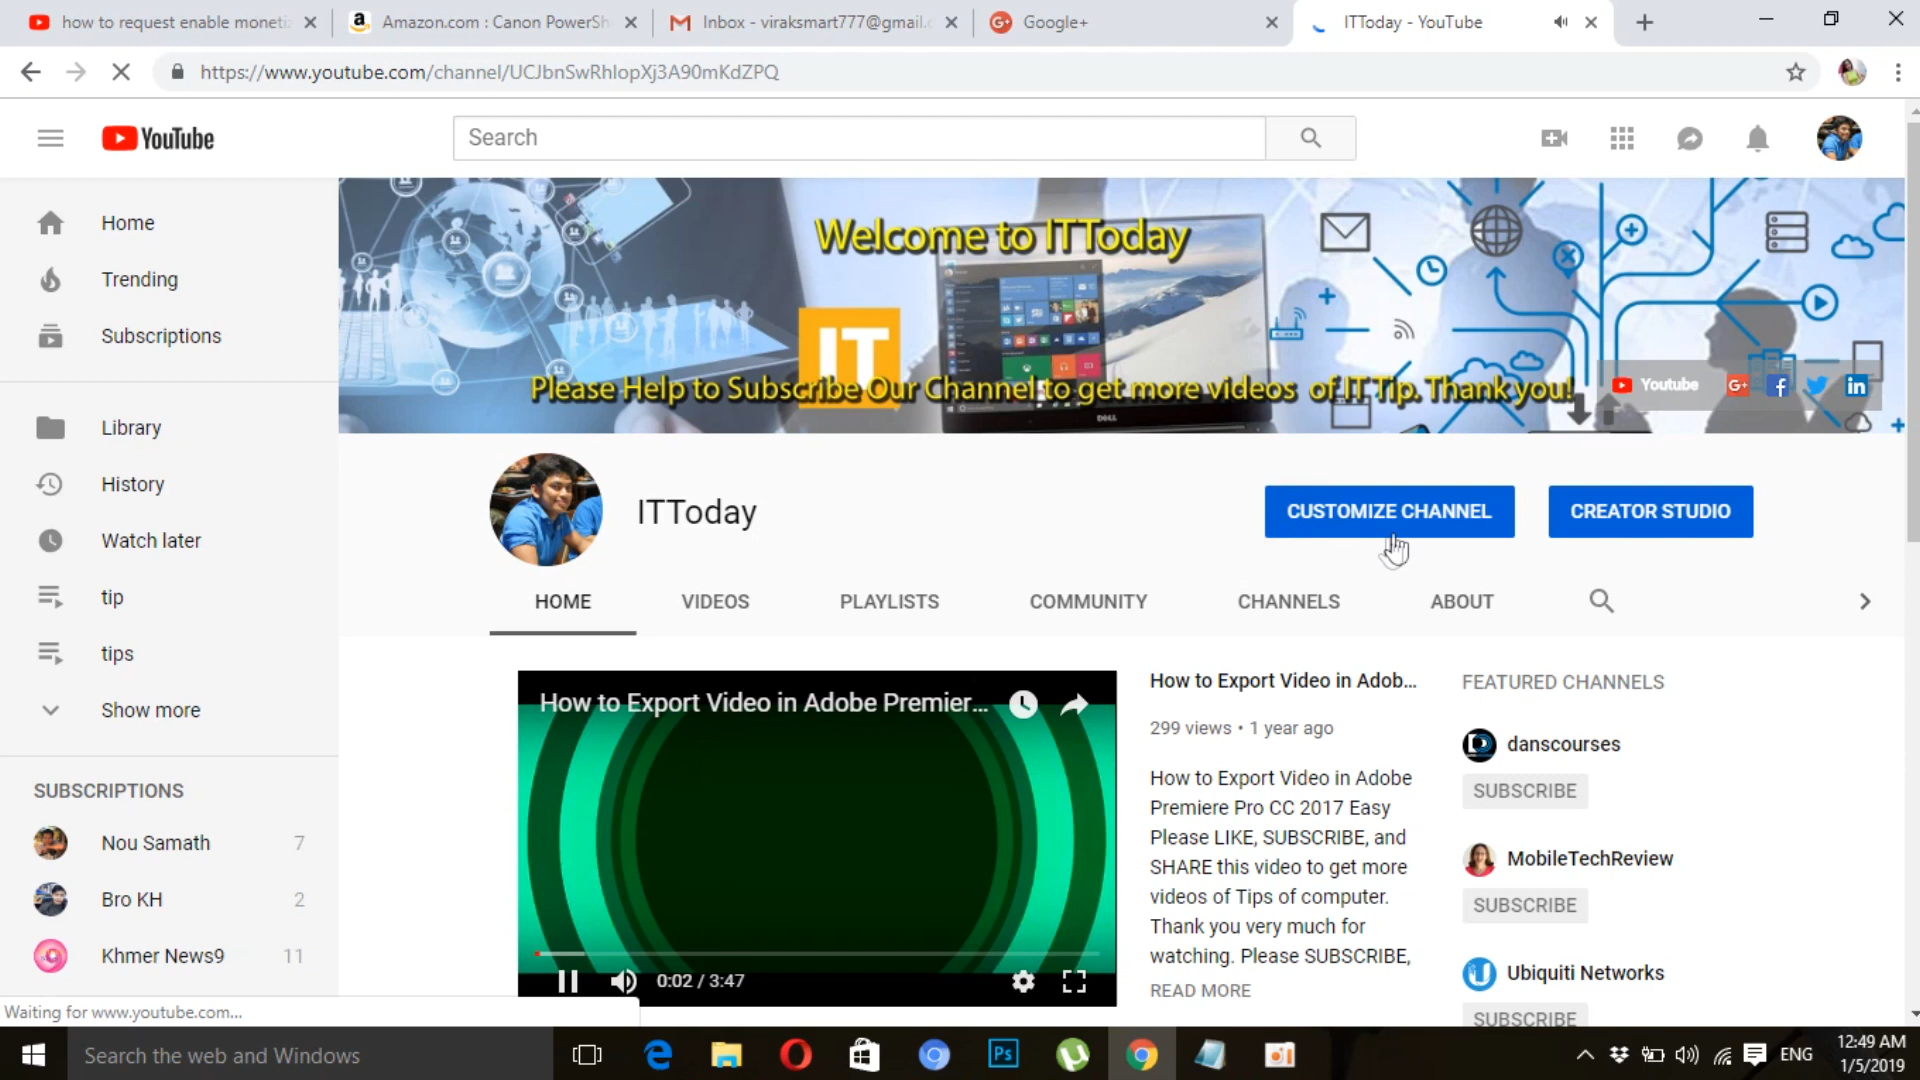 how to request enable moneti
Amazon.com : Canon PowerSh
Inbox - viraksmart777@gmail.c
Google+
ITToday - YouTube
https://www.youtube.com/channel/UCJbnSwRhIopXj3A90mKdZPQ
YouTube
Search
Home
Trending
Subscriptions
Library
History
Watch later
tip
tips
Show more
SUBSCRIPTIONS
Nou Samath 7
Bro KH 2
Khmer News9 11
Welcome to ITToday
IT
Please Help to Subscribe Our Channel to get more videos of IT Tip. Thank you!
Youtube
G+ f in
DELL
ITToday
CUSTOMIZE CHANNEL
CREATOR STUDIO
HOME
VIDEOS
PLAYLISTS
COMMUNITY
CHANNELS
ABOUT
How to Export Video in Adobe Premier...
0:02 / 3:47
How to Export Video in Adob...
299 views • 1 year ago
How to Export Video in Adobe
Premiere Pro CC 2017 Easy
Please LIKE, SUBSCRIBE, and
SHARE this video to get more
videos of Tips of computer.
Thank you very much for
watching. Please SUBSCRIBE,
READ MORE
FEATURED CHANNELS
danscourses
SUBSCRIBE
MobileTechReview
SUBSCRIBE
Ubiquiti Networks
SUBSCRIBE
Waiting for www.youtube.com...
Search the web and Windows
Ps
ENG
12:49 AM
1/5/2019